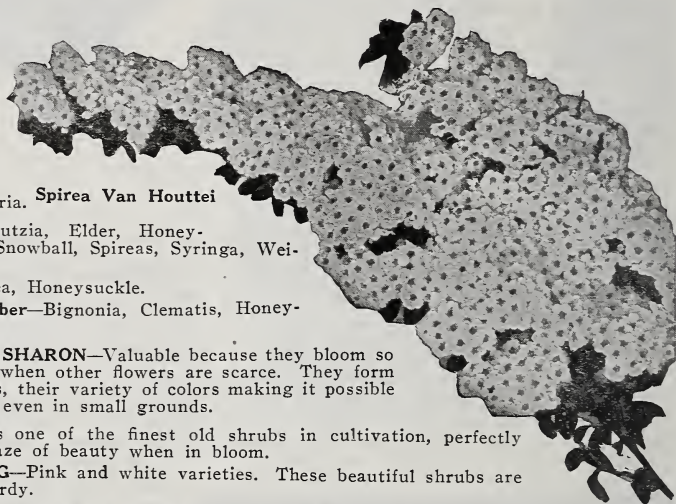 ria. Spirea Van Houttei
utzia, Elder, Honey-
Snowball, Spireas, Syringa, Wei-
a, Honeysuckle.
ber—Bignonia, Clematis, Honey-
SHARON—Valuable because they bloom so
when other flowers are scarce. They form
s, their variety of colors making it possible
even in small grounds.
s one of the finest old shrubs in cultivation, perfectly
aze of beauty when in bloom.
G—Pink and white varieties. These beautiful shrubs are
rdy.